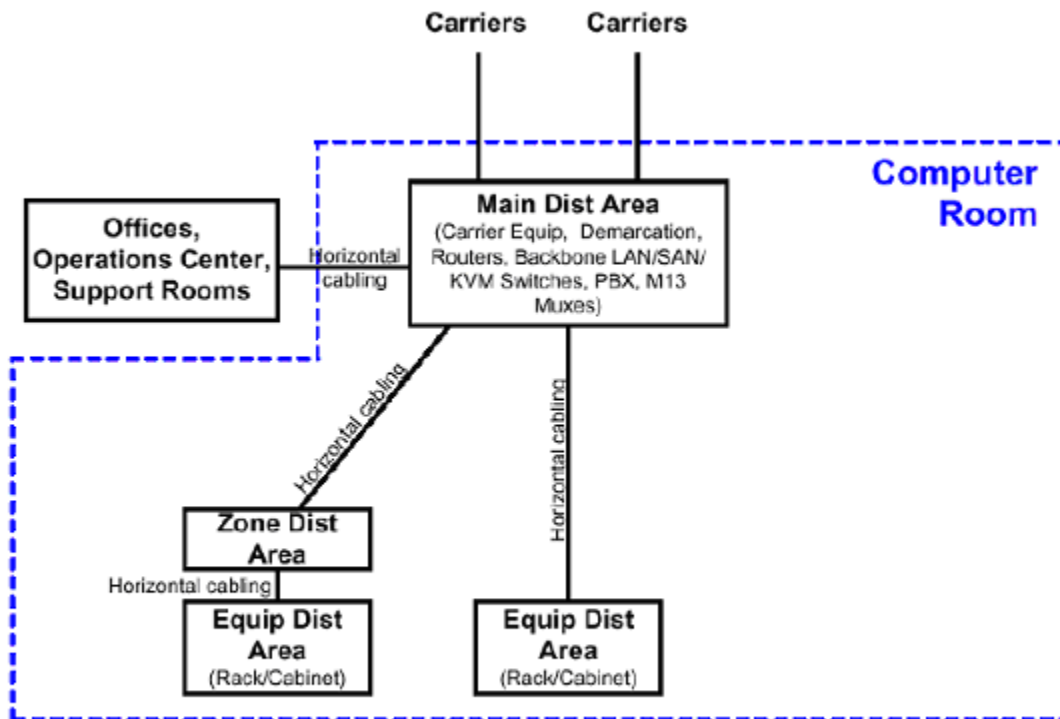 Carriers
Carriers
Computer
Room
Main Dist Area
(Carrier Equip, Demarcation,
Routers, Backbone LAN/SAN/
KVM Switches, PBX, M13
Muxes)
Offices,
Operations Center,
Support Rooms
Horizontal
cabling
Horizontal cabling
Horizontal cabling
Zone Dist
Area
Horizontal cabling
Equip Dist
Area
(Rack/Cabinet)
Equip Dist
Area
(Rack/Cabinet)